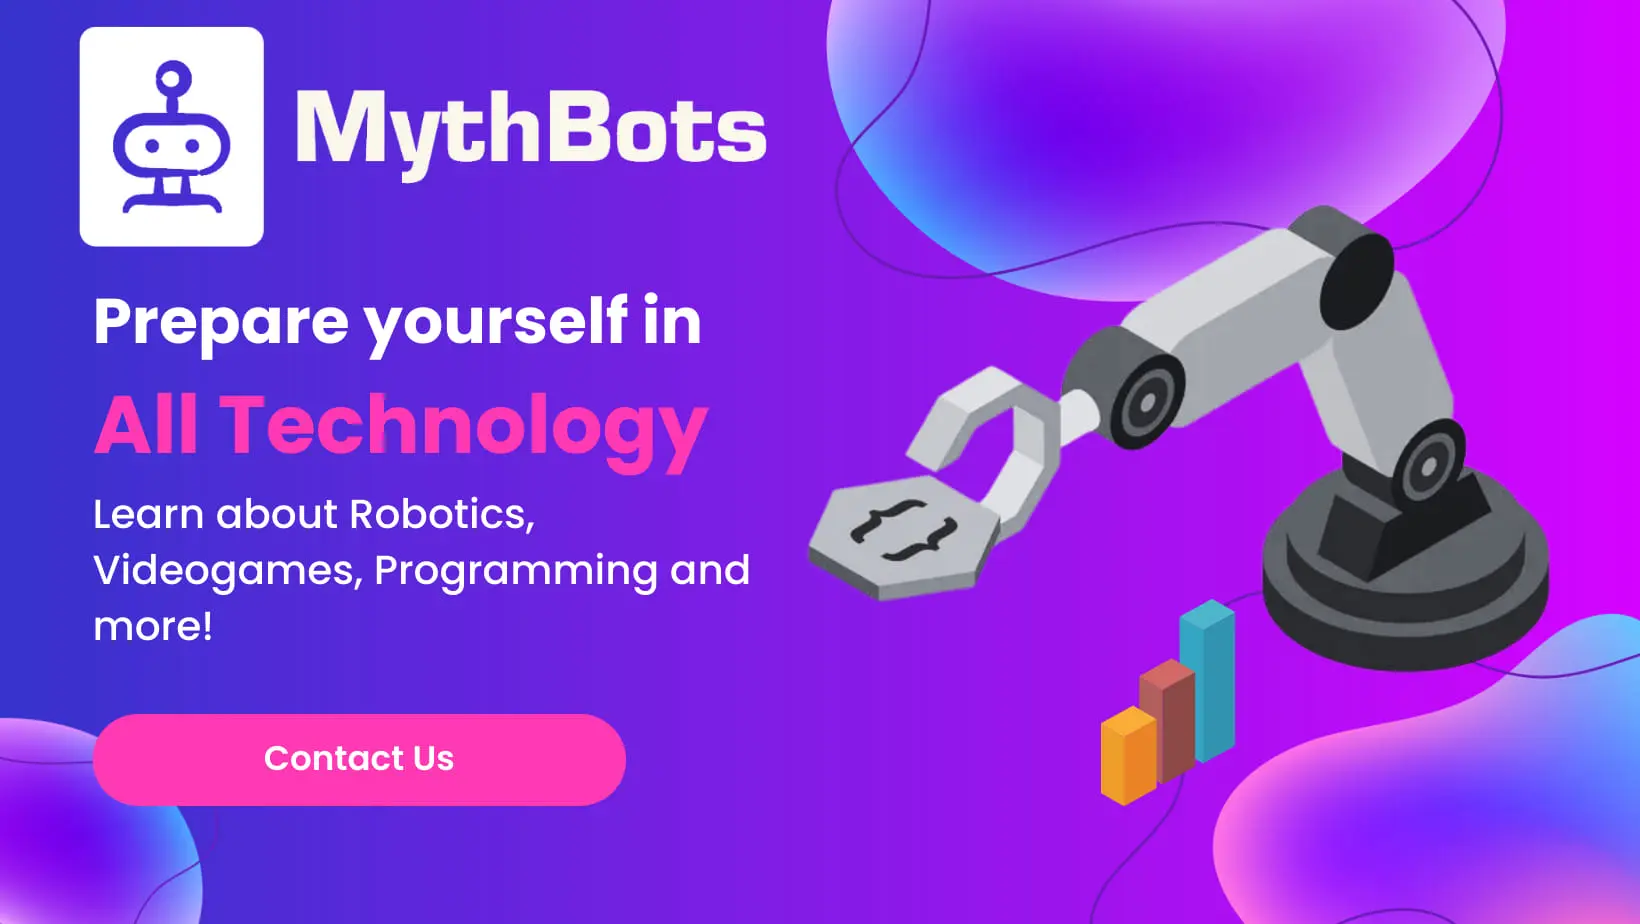 MythBots
Prepare yourself in
All Technology
Learn about Robotics,
Videogames, Programming and
more!
{}
Contact Us